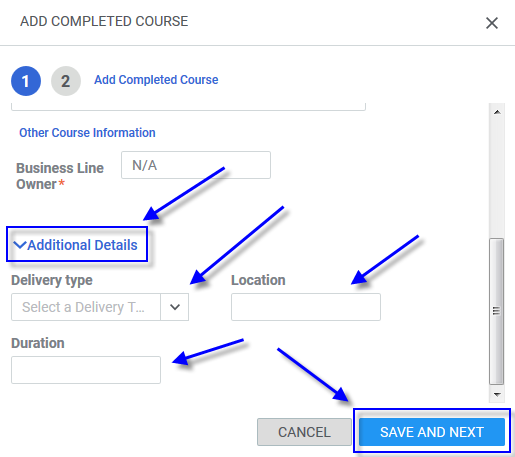 ADD COMPLETED COURSE
1 2 Add Completed Course
Other Course Information
Business Line
Owner*
N/A
Additional Details
Delivery type
Location
Select a Delivery T...
Duration
CANCEL
SAVE AND NEXT